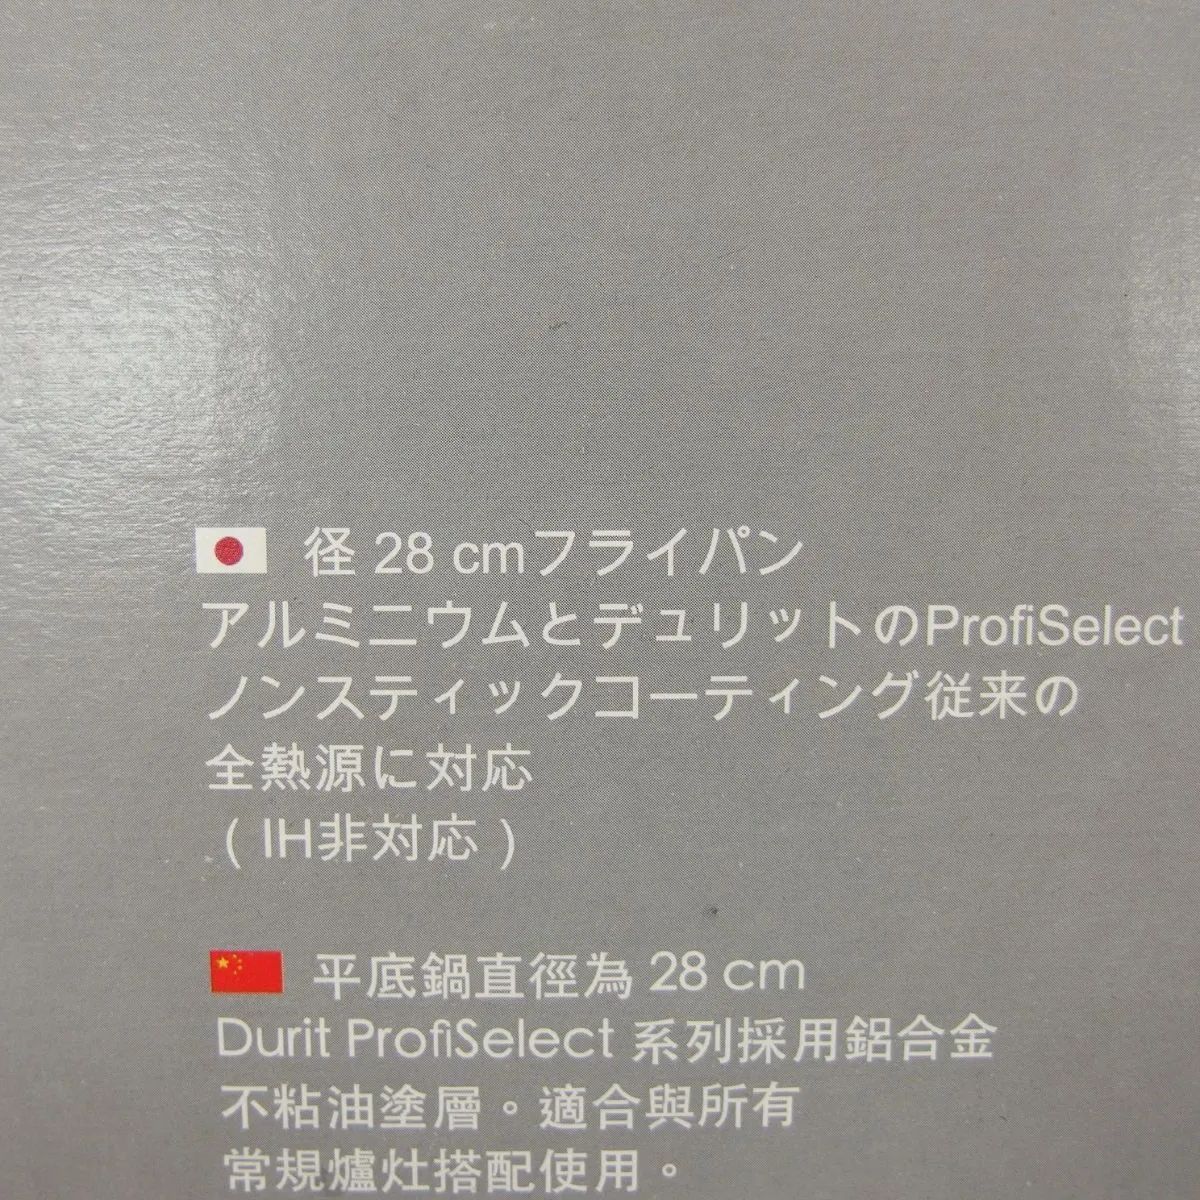 径 28 cmフライパン
アルミニウムとデュリットのProfiSelect
ノンスティックコーティング従来の
全熱源に対応
( IH非対応 )
平底鍋直徑為 28 cm
Durit ProfiSelect 系列採用鋁合金
不粘油塗層。適合與所有
常規爐灶搭配使用。